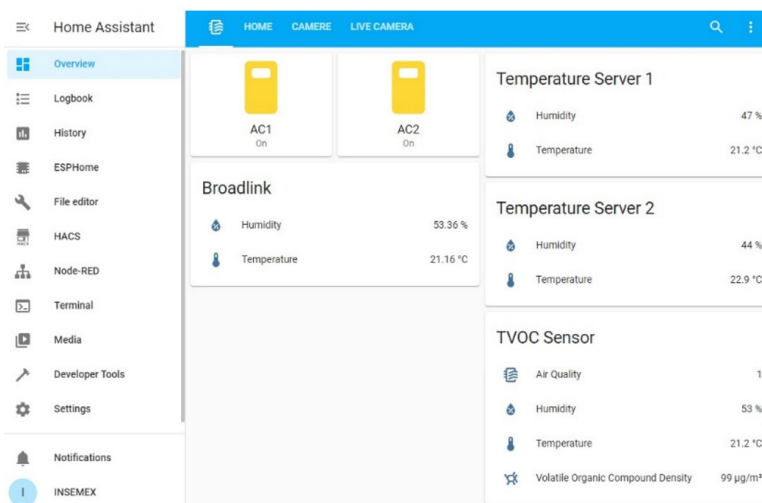 Home Assistant
Overview
Logbook
History
ESPHome
File editor
HACS
HACS
Node-RED
Terminal
Media
Developer Tools
Settings
Notifications
I
INSEMEX
HOME CAMERE LIVE CAMERA
AC1
On
AC2
On
Broadlink
Humidity 53.36 %
Temperature 21.16 °C
Temperature Server 1
Humidity 47 %
Temperature 21.2 °C
Temperature Server 2
Humidity 44 %
Temperature 22.9 °C
TVOC Sensor
Air Quality 1
Humidity 53 %
Temperature 21.2 °C
Volatile Organic Compound Density 99 µg/m³